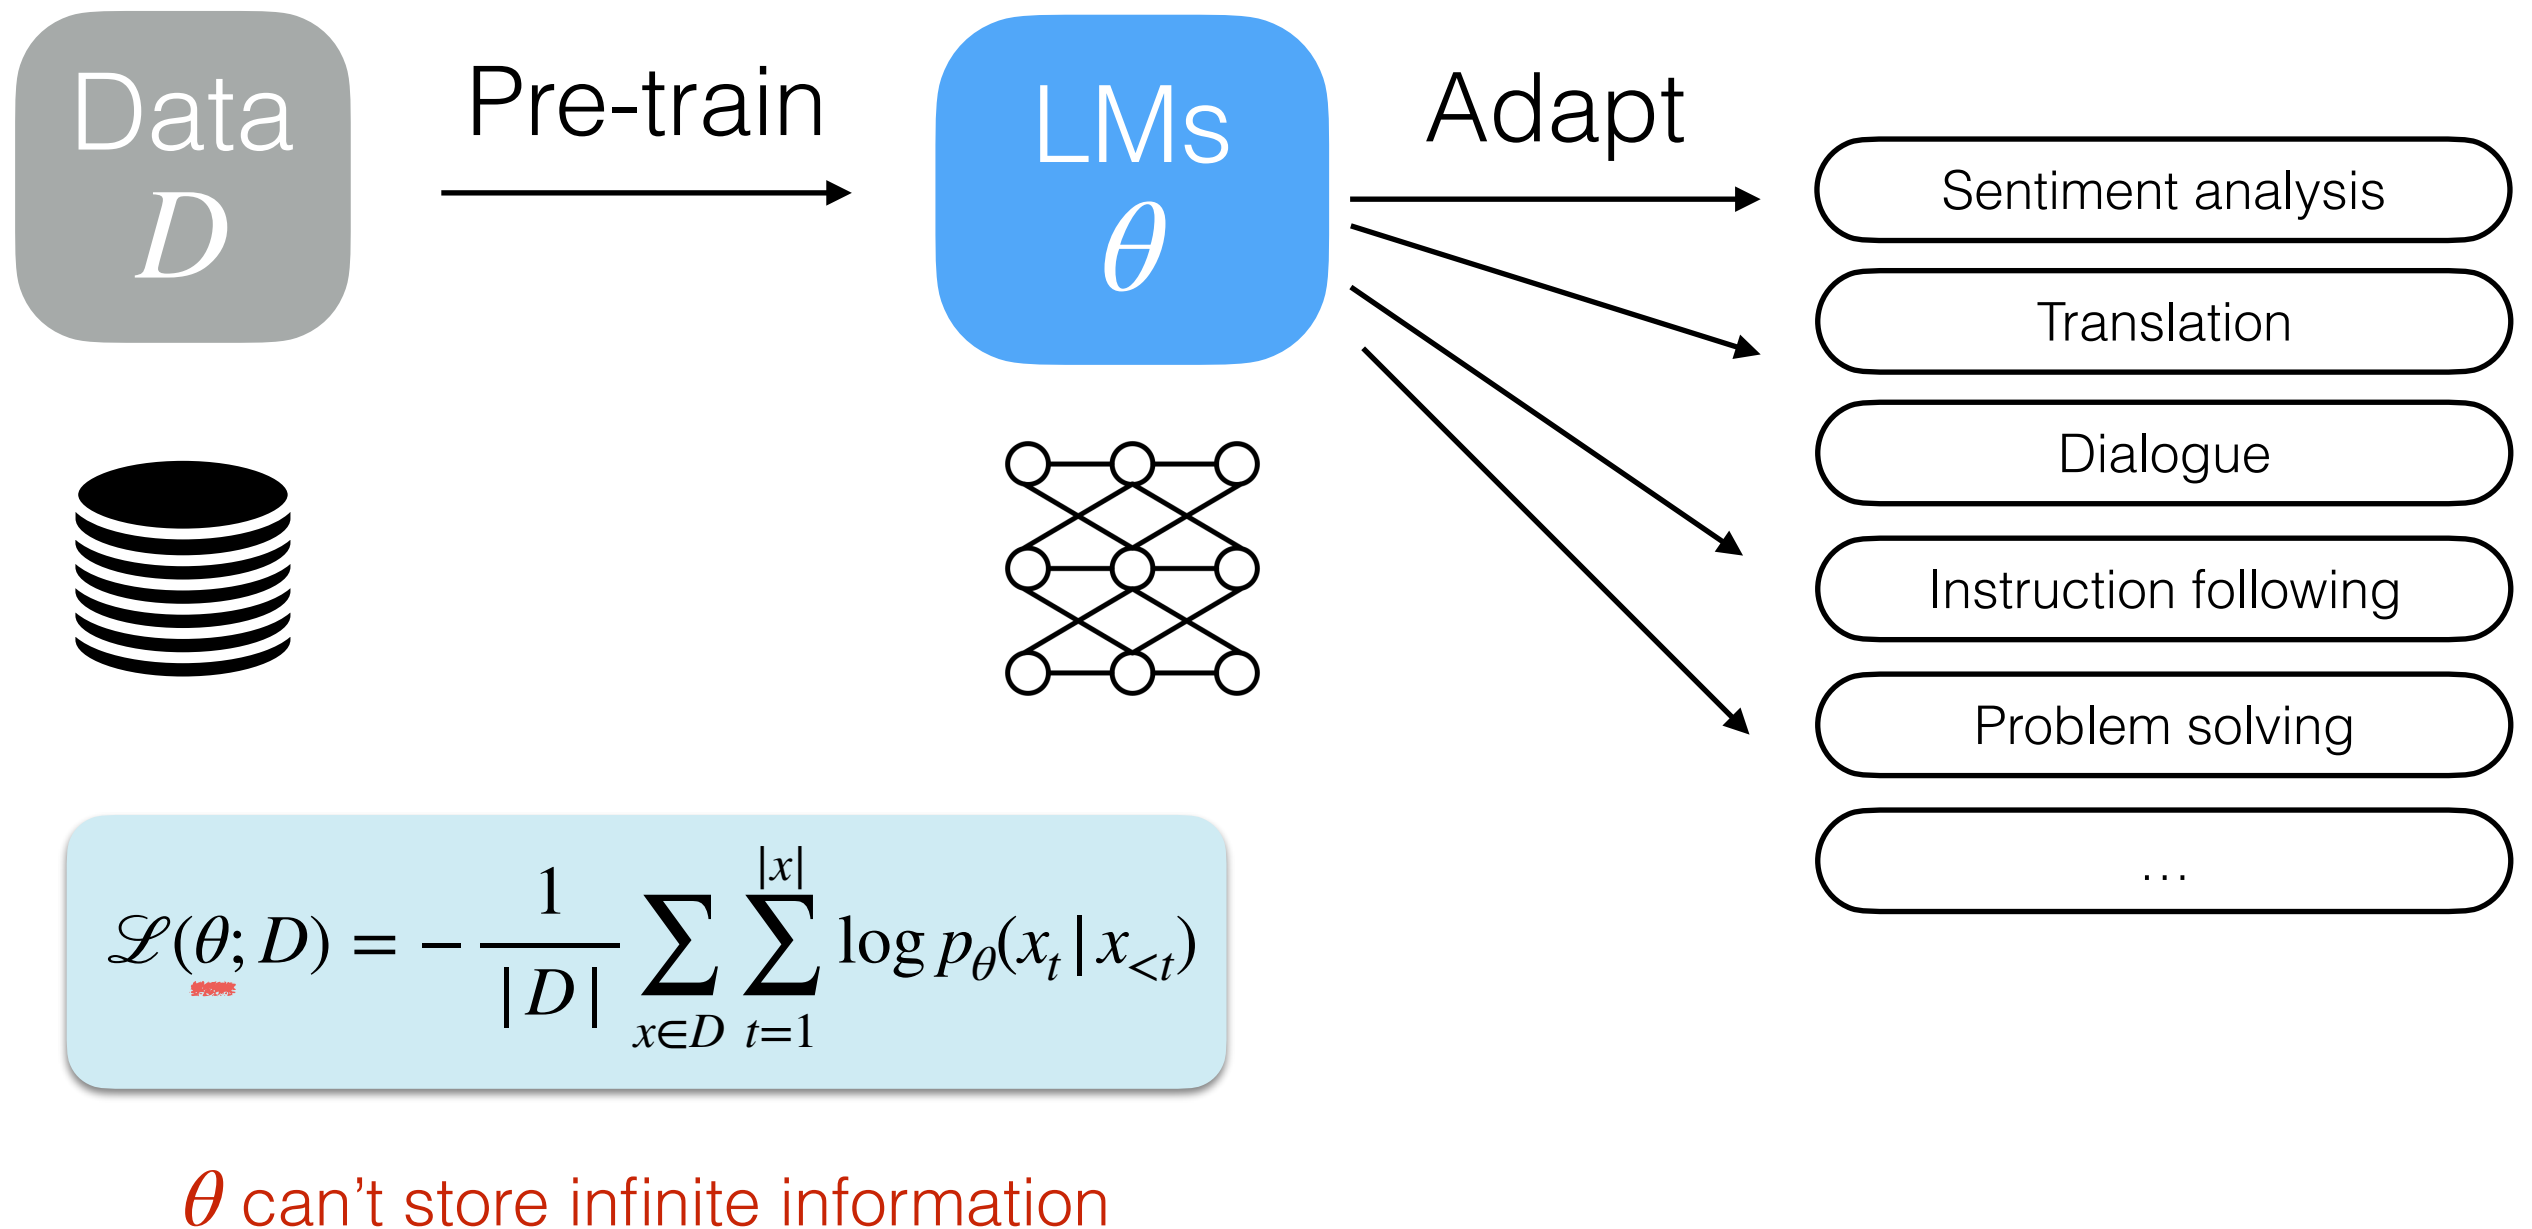 Data
D
Pre-train
LMs
θ
Adapt
Sentiment analysis
Translation
Dialogue
Instruction following
Problem solving
...
ℒ(θ; D) = − 1/|D| ∑_{x∈D} ∑_{t=1}^{|x|} log p_θ(x_t | x_{<t})
θ can't store infinite information